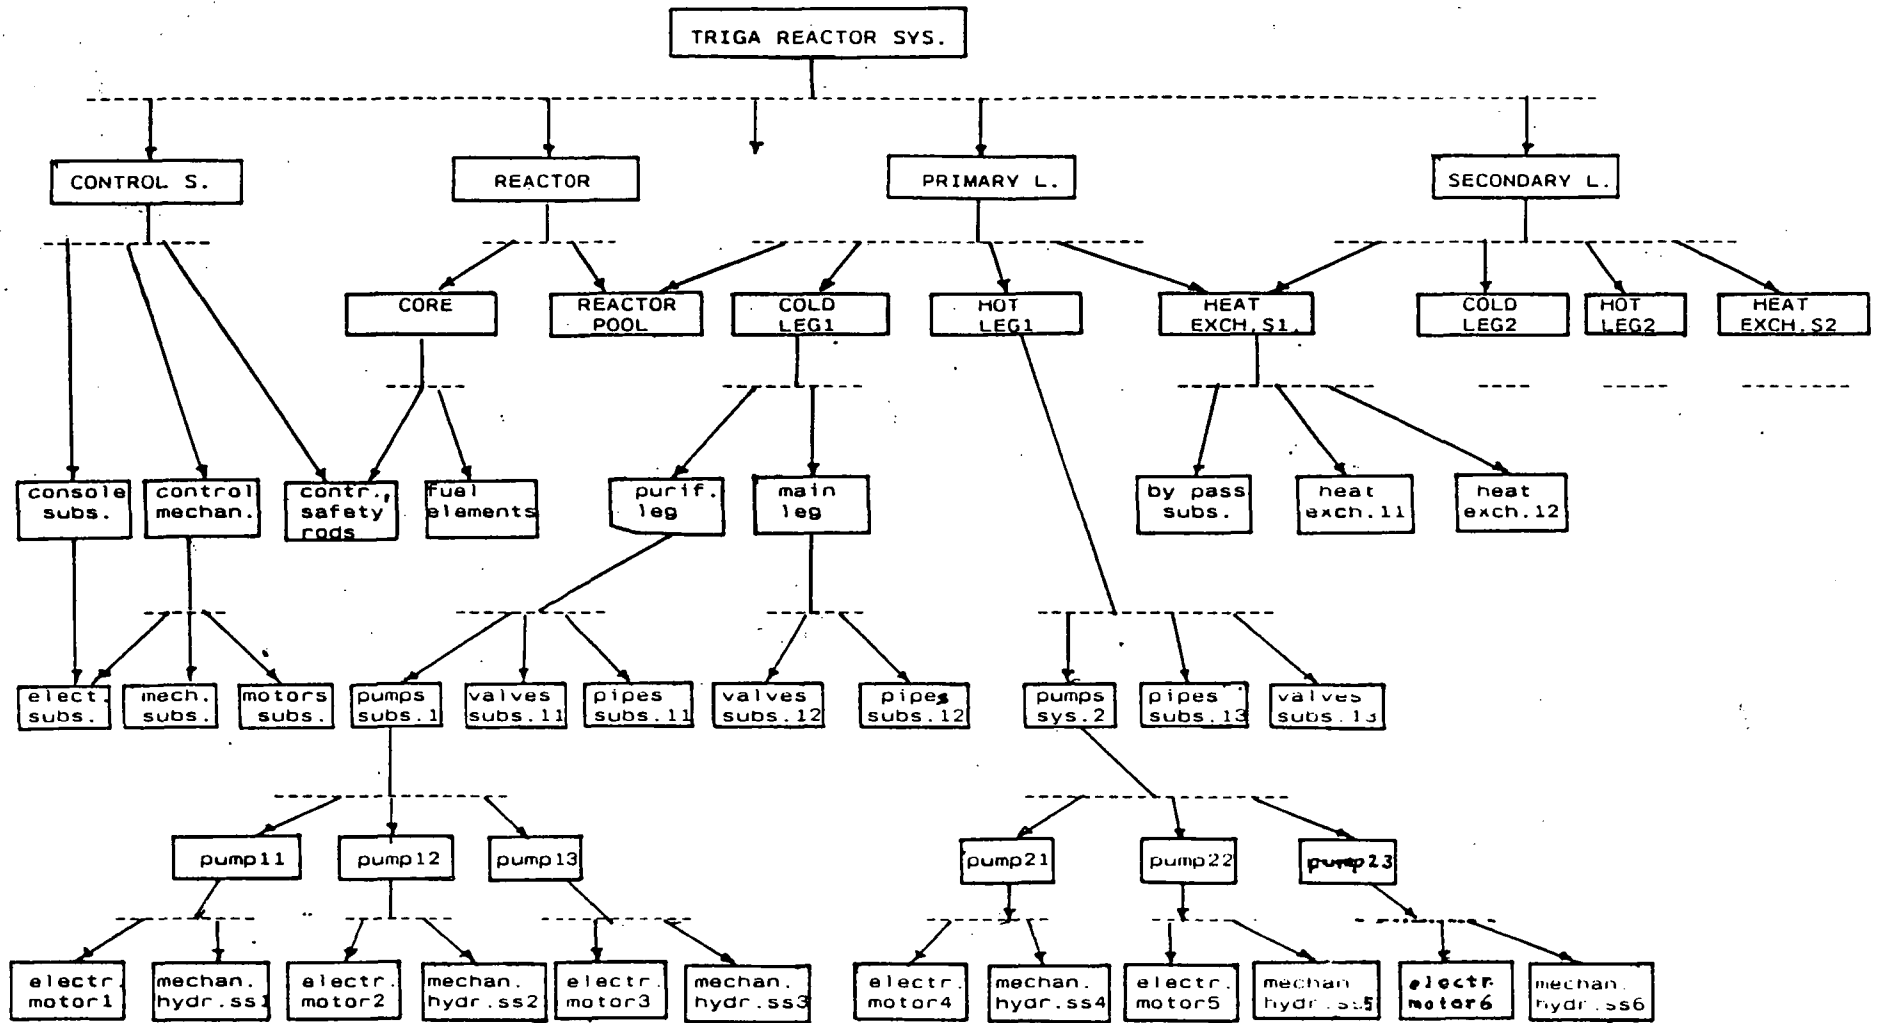 TRIGA REACTOR SYS.
CONTROL S.
REACTOR
PRIMARY L.
SECONDARY L.
CORE
REACTOR
POOL
COLD
LEG1
HOT
LEG1
HEAT
EXCH.S1.
COLD
LEG2
HOT
LEG2
HEAT
EXCH.S2
console
subs.
control
mechan.
contr.,
safety
rods
fuel
elements
purif.
leg
main
leg
by pass
subs.
heat
exch.11
heat
exch.12
elect.
subs.
mech.
subs.
motors
subs.
pumps
subs.1
valves
subs.11
pipes
subs.11
valves
subs.12
pipes
subs.12
pumps
sys.2
pipes
subs.13
valves
subs.13
pump11
pump12
pump13
pump21
pump22
pump23
electr.
motor1
mechan.
hydr.ss1
electr.
motor2
mechan.
hydr.ss2
electr.
motor3
mechan.
hydr.ss3
electr.
motor4
mechan.
hydr.ss4
electr.
motor5
mechan
hydr.ss5
electr.
motor6
mechan.
hydr.ss6